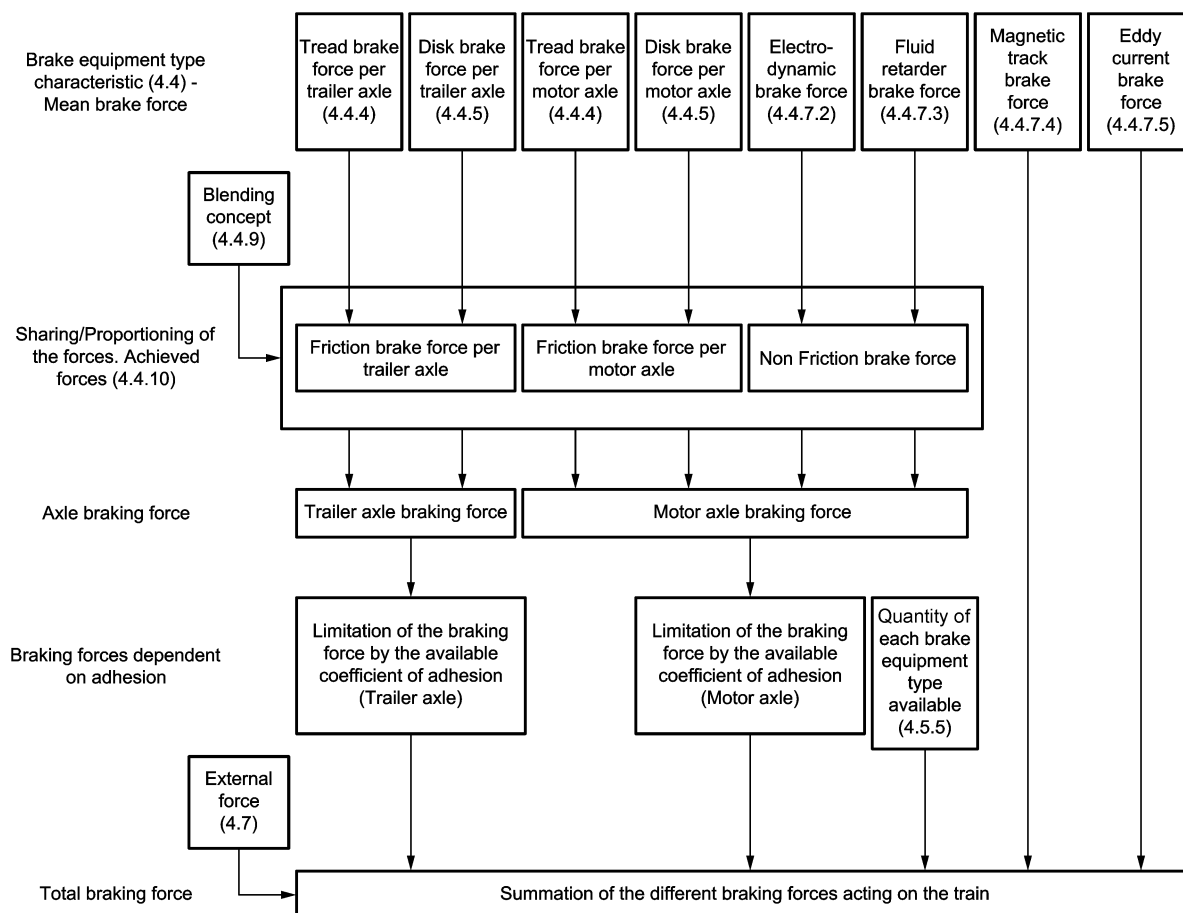 Brake equipment type
characteristic (4.4) -
Mean brake force
Tread brake
force per
trailer axle
(4.4.4)
Disk brake
force per
trailer axle
(4.4.5)
Tread brake
force per
motor axle
(4.4.4)
Disk brake
force per
motor axle
(4.4.5)
Electro-
dynamic
brake force
(4.4.7.2)
Fluid
retarder
brake force
(4.4.7.3)
Magnetic
track
brake
force
(4.4.7.4)
Eddy
current
brake
force
(4.4.7.5)
Blending
concept
(4.4.9)
Sharing/Proportioning of
the forces. Achieved
forces (4.4.10)
Friction brake force per
trailer axle
Friction brake force per
motor axle
Non Friction brake force
Axle braking force
Trailer axle braking force
Motor axle braking force
Braking forces dependent
on adhesion
Limitation of the braking
force by the available
coefficient of adhesion
(Trailer axle)
Limitation of the braking
force by the available
coefficient of adhesion
(Motor axle)
Quantity of
each brake
equipment
type
available
(4.5.5)
External
force
(4.7)
Total braking force
Summation of the different braking forces acting on the train